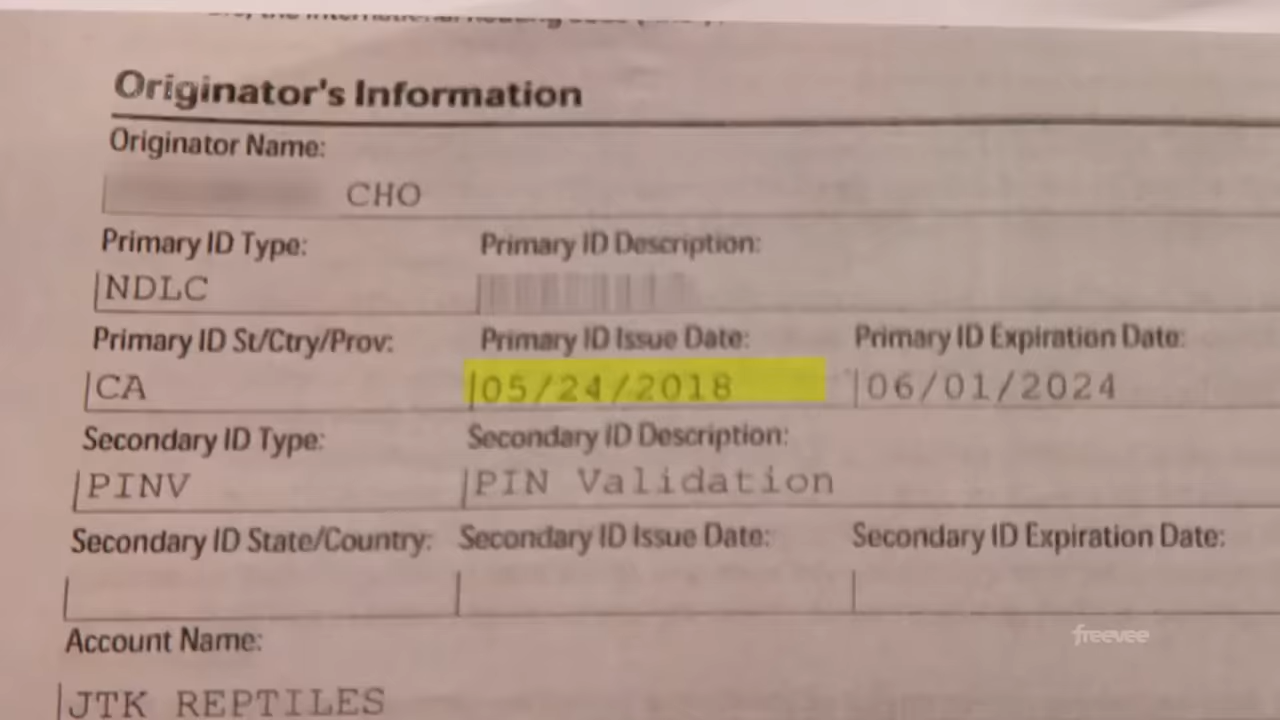 Originator's Information
Originator Name:
CHO
Primary ID Type: Primary ID Description:
NDLC
Primary ID St/Ctry/Prov: Primary ID Issue Date: Primary ID Expiration Date:
CA 05/24/2018 06/01/2024
Secondary ID Type: Secondary ID Description:
PINV PIN Validation
Secondary ID State/Country: Secondary ID Issue Date: Secondary ID Expiration Date:
freevee
Account Name:
JTK REPTILES